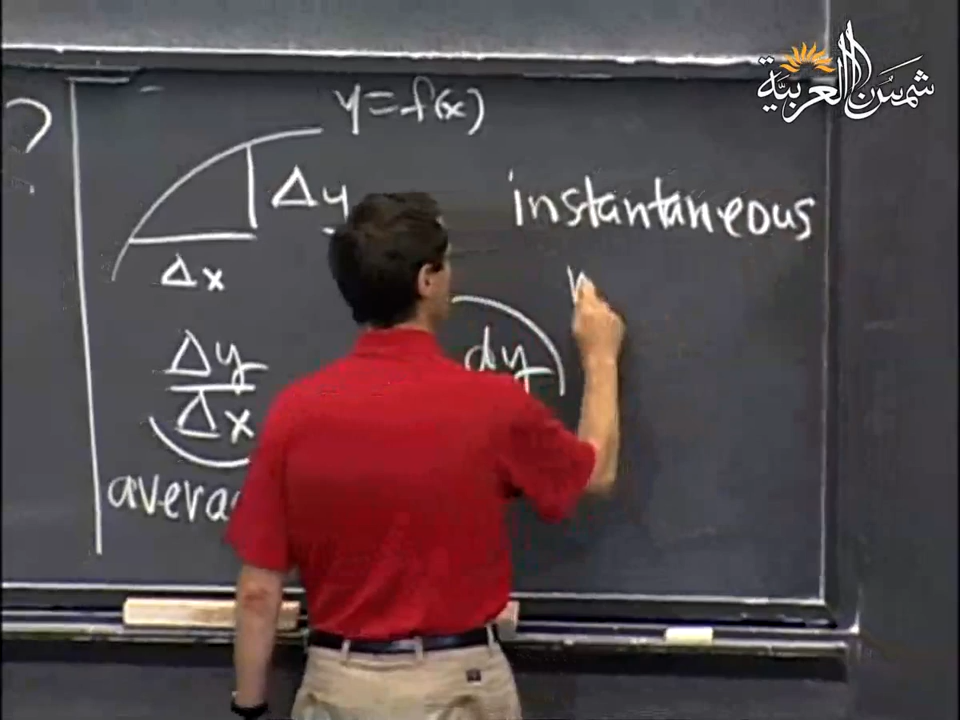 شمس العربية
y = f(x)
Δy
instantaneous
Δx
Δy
Δx
dy